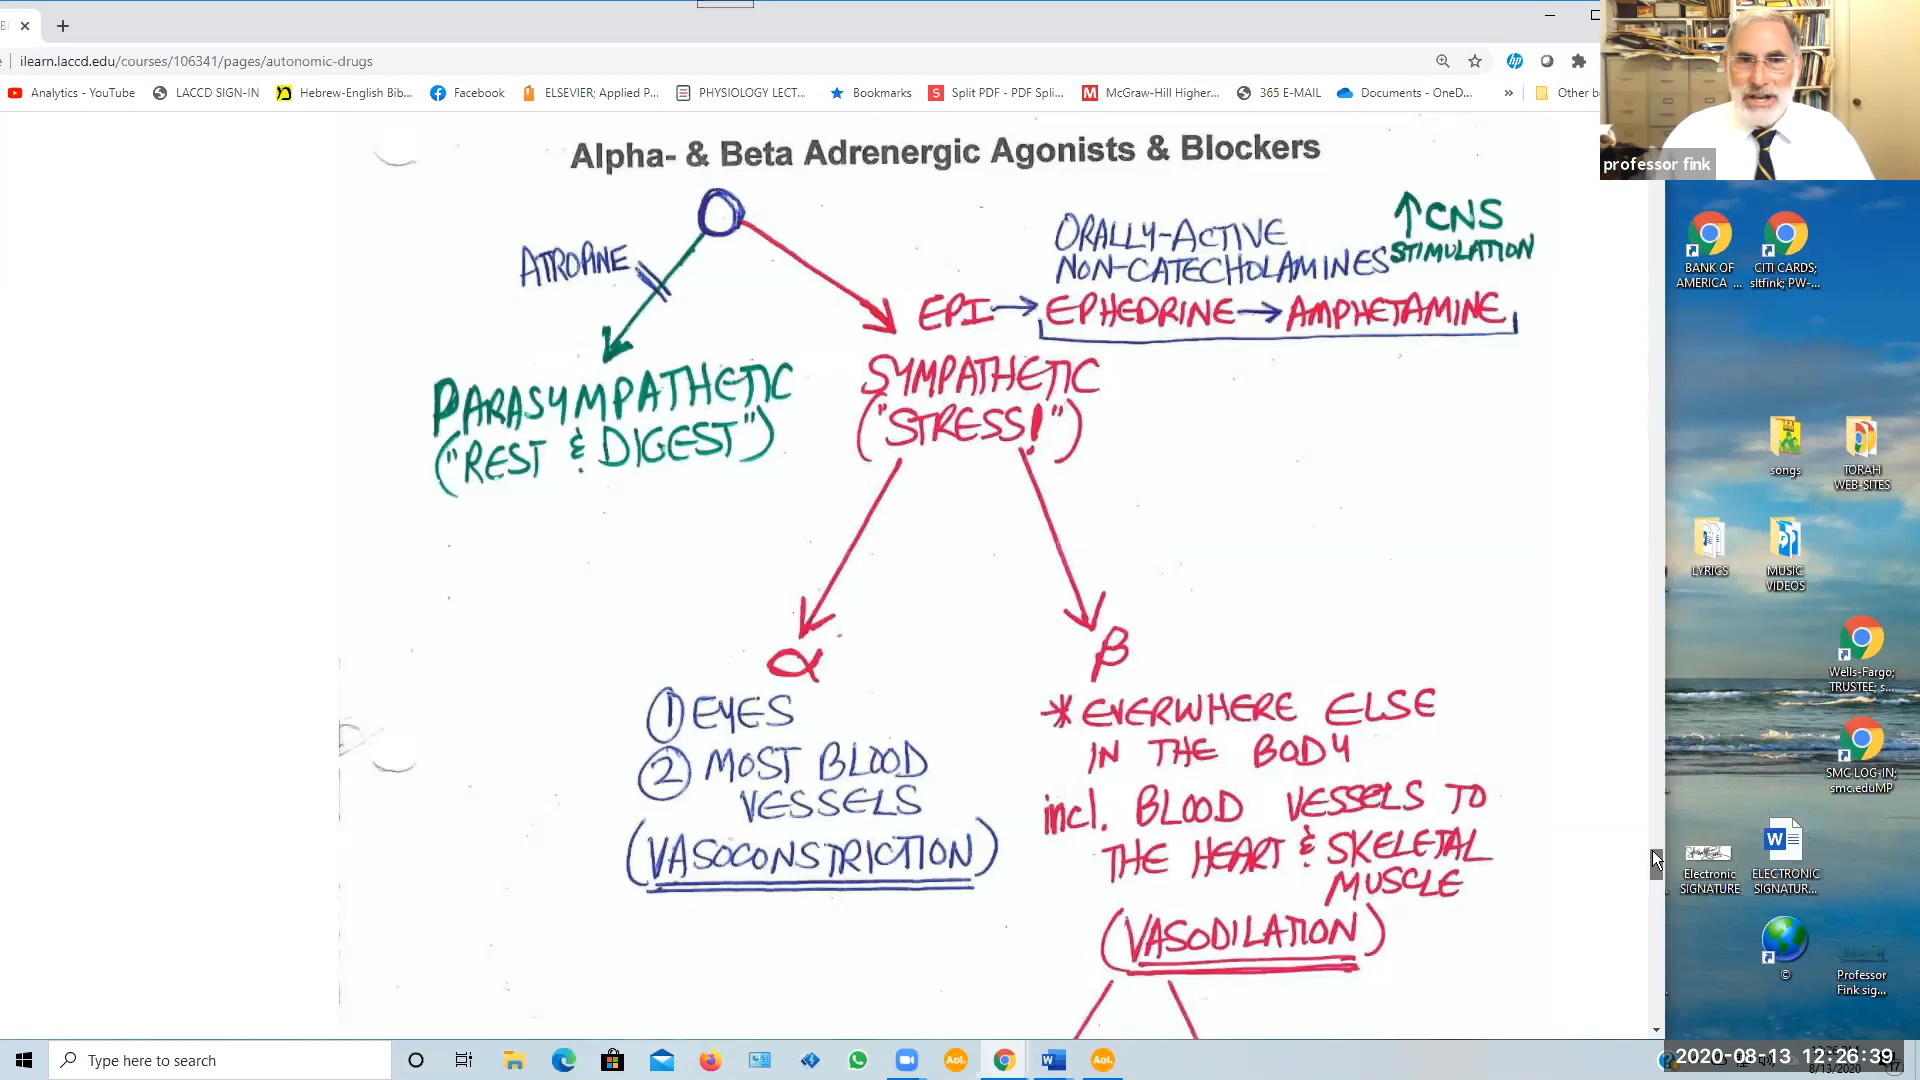 ilearn.laccd.edu/courses/106341/pages/autonomic-drugs
Analytics - YouTube
LACCD SIGN-IN
Hebrew-English Bib...
Facebook
ELSEVIER; Applied P...
PHYSIOLOGY LECT...
Bookmarks
Split PDF - PDF Spli...
McGraw-Hill Higher...
365 E-MAIL
Documents - OneD...
»
Other b
professor fink
Alpha- & Beta Adrenergic Agonists & Blockers
ATROPINE
ORALLY-ACTIVE
NON-CATECHOLAMINES
↑CNS
STIMULATION
EPI→EPHEDRINE→AMPHETAMINE
PARASYMPATHETIC
("REST & DIGEST")
SYMPATHETIC
("STRESS!")
α
① EYES
② MOST BLOOD
VESSELS
(VASOCONSTRICTION)
β
* EVERWHERE ELSE
IN THE BODY
incl. BLOOD VESSELS TO
THE HEART & SKELETAL
MUSCLE
(VASODILATION)
BANK OF
AMERICA ...
CITI CARDS;
sltfink; PW-...
songs
TORAH
WEB-SITES
LYRICS
MUSIC
VIDEOS
Wells-Fargo;
TRUSTEE; s...
SMC LOG-IN;
smc.eduMP
Electronic
SIGNATURE
ELECTRONIC
SIGNATUR...
©
Professor
Fink sig...
Type here to search
Aol.
Aol.
2020-08-13 12:26:39
8/13/2020